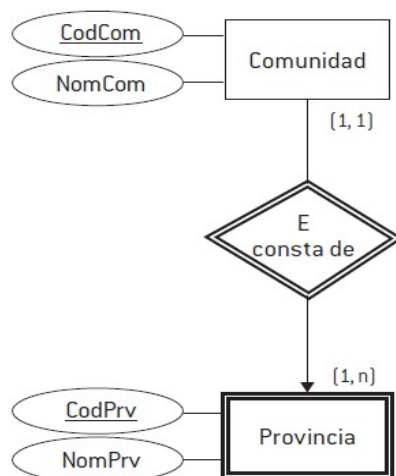 CodCom
Comunidad
NomCom
(1, 1)
E
consta de
(1, n)
CodPrv
Provincia
NomPrv